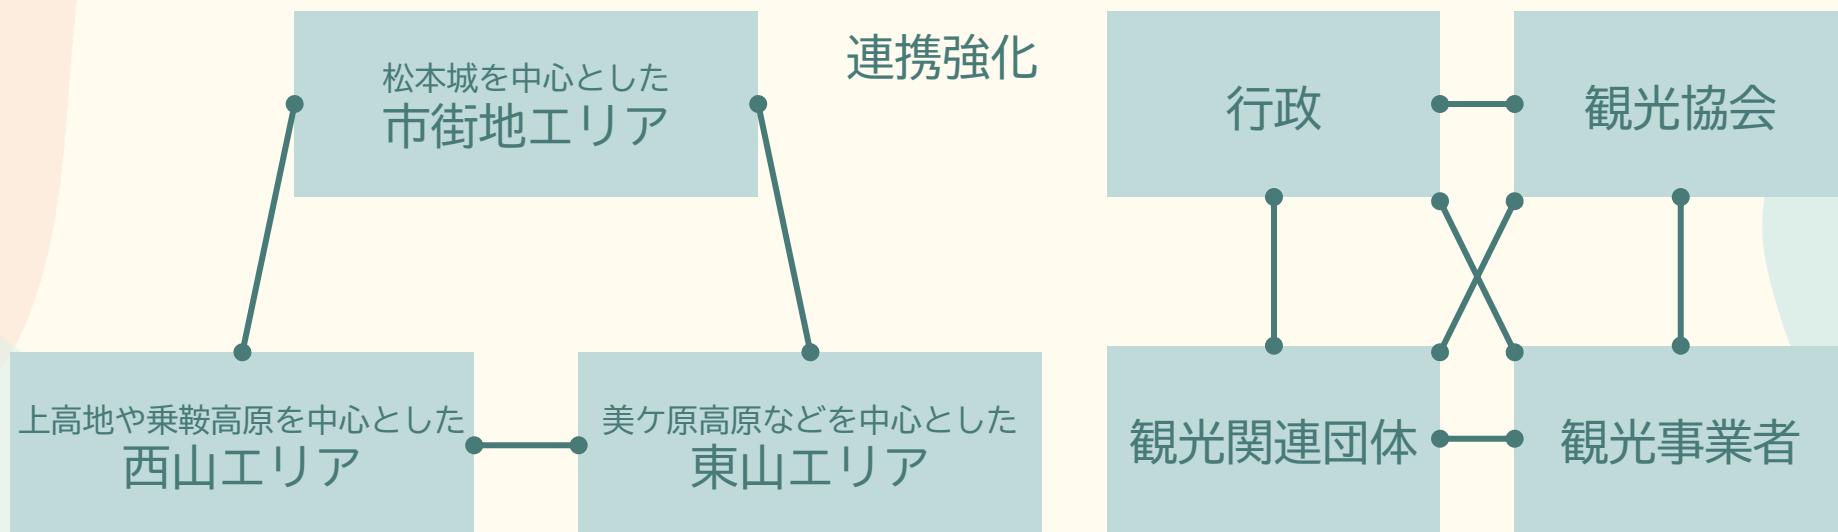 連携強化
松本城を中心とした
市街地エリア
上高地や乗鞍高原を中心とした
西山エリア
美ケ原高原などを中心とした
東山エリア
行政
観光協会
観光関連団体
観光事業者